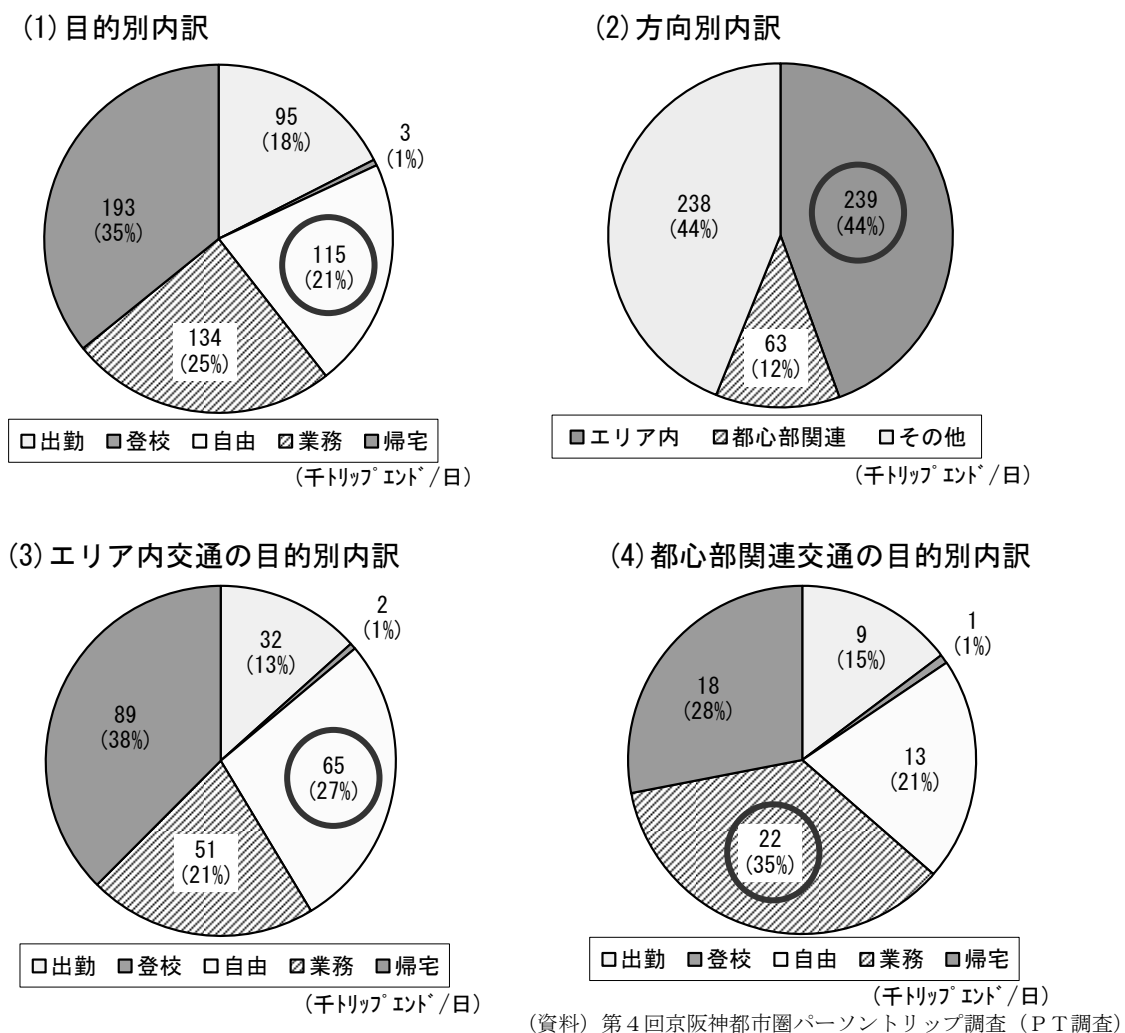 (1)目的別内訳
95
(18%)
3
(1%)
193
(35%)
115
(21%)
134
(25%)
出勤 登校 自由 業務 帰宅
(千ﾄﾘｯﾌﾟｴﾝﾄﾞ/日)
(2)方向別内訳
238
(44%)
239
(44%)
63
(12%)
エリア内 都心部関連 その他
(千ﾄﾘｯﾌﾟｴﾝﾄﾞ/日)
(3)エリア内交通の目的別内訳
2
(1%)
32
(13%)
89
(38%)
65
(27%)
51
(21%)
出勤 登校 自由 業務 帰宅
(千ﾄﾘｯﾌﾟｴﾝﾄﾞ/日)
(4)都心部関連交通の目的別内訳
1
(1%)
9
(15%)
18
(28%)
13
(21%)
22
(35%)
出勤 登校 自由 業務 帰宅
(千ﾄﾘｯﾌﾟｴﾝﾄﾞ/日)
(資料)第4回京阪神都市圏パーソントリップ調査(PT調査)